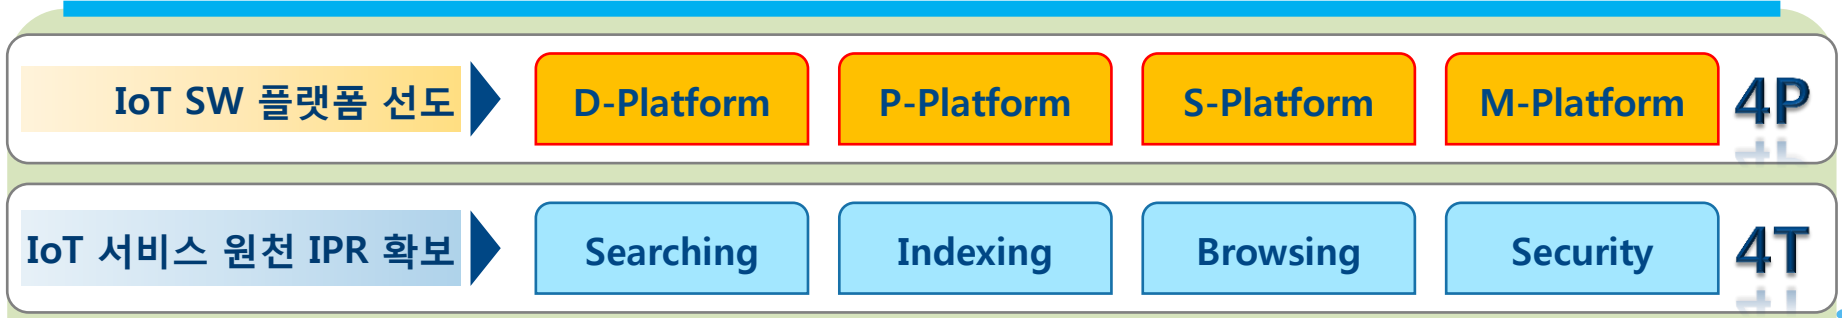 IoT SW 플랫폼 선도 D-Platform P-Platform S-Platform M-Platform 4P
IoT 서비스 원천 IPR 확보 Searching Indexing Browsing Security 4T